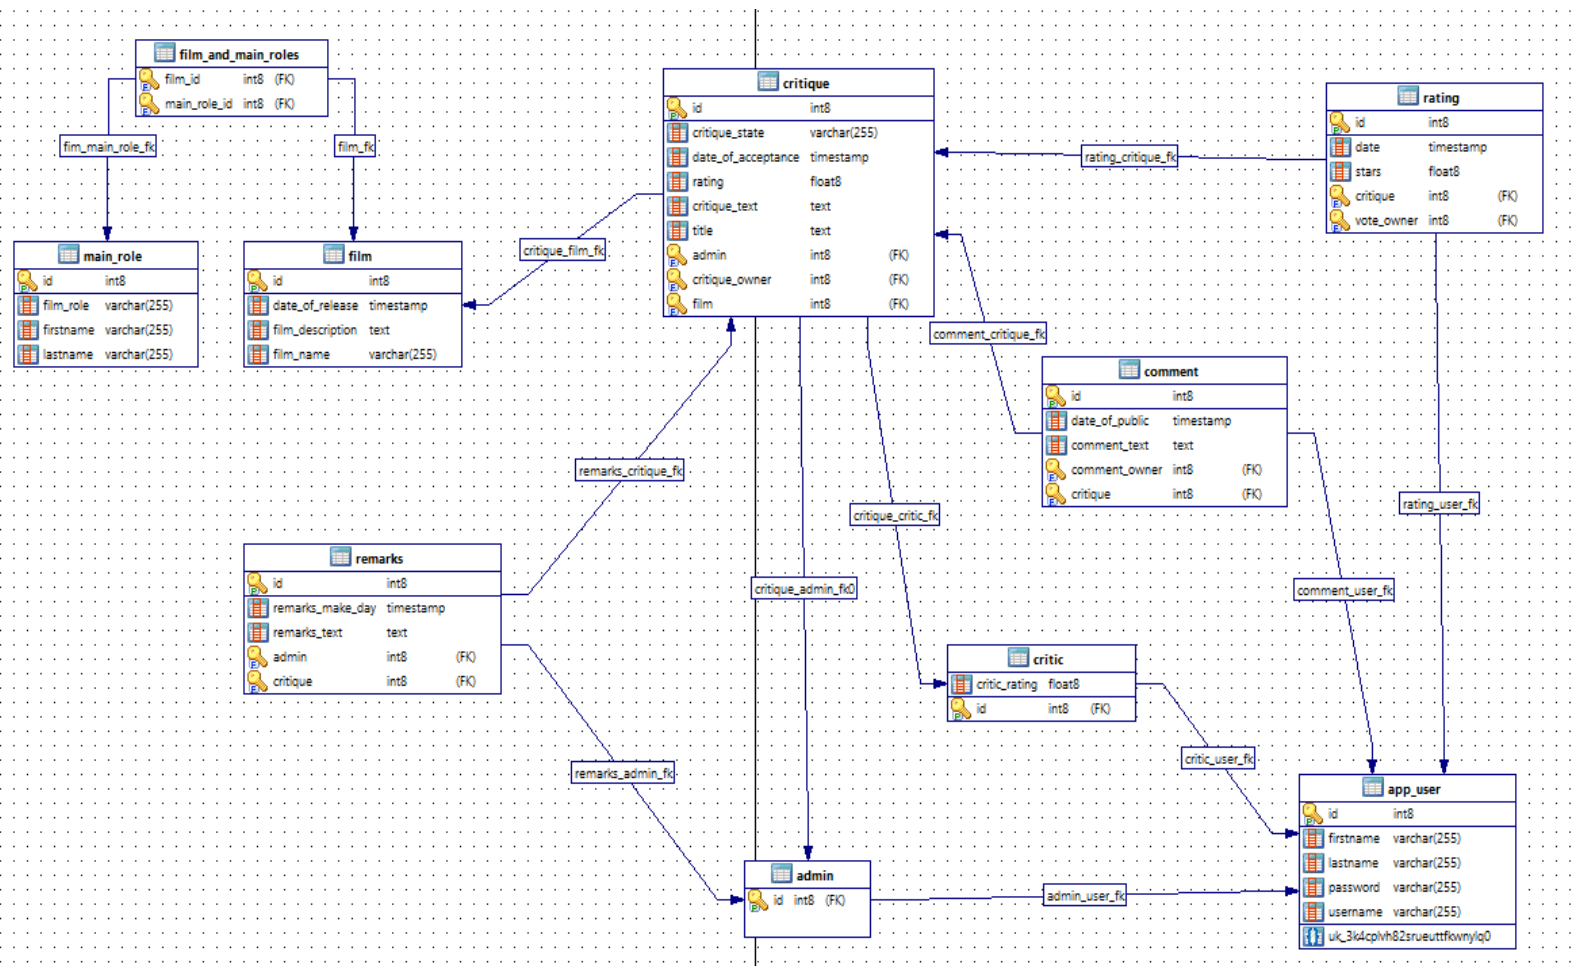 film_and_main_roles
film_id int8 (FK)
main_role_id int8 (FK)
fim_main_role_fk
film_fk
main_role
id int8
film_role varchar(255)
firstname varchar(255)
lastname varchar(255)
film
id int8
date_of_release timestamp
film_description text
film_name varchar(255)
critique_film_fk
critique
id int8
critique_state varchar(255)
date_of_acceptance timestamp
rating float8
critique_text text
title text
admin int8 (FK)
critique_owner int8 (FK)
film int8 (FK)
rating_critique_fk
rating
id int8
date timestamp
stars float8
critique int8 (FK)
vote_owner int8 (FK)
comment_critique_fk
comment
id int8
date_of_public timestamp
comment_text text
comment_owner int8 (FK)
critique int8 (FK)
remarks_critique_fk
critique_critic_fk
rating_user_fk
remarks
id int8
remarks_make_day timestamp
remarks_text text
admin int8 (FK)
critique int8 (FK)
critique_admin_fk0
comment_user_fk
critic
critic_rating float8
id int8 (FK)
remarks_admin_fk
critic_user_fk
app_user
id int8
firstname varchar(255)
lastname varchar(255)
password varchar(255)
username varchar(255)
uk_3k4cplvh82srueuttfkwnylq0
admin
id int8 (FK)
admin_user_fk